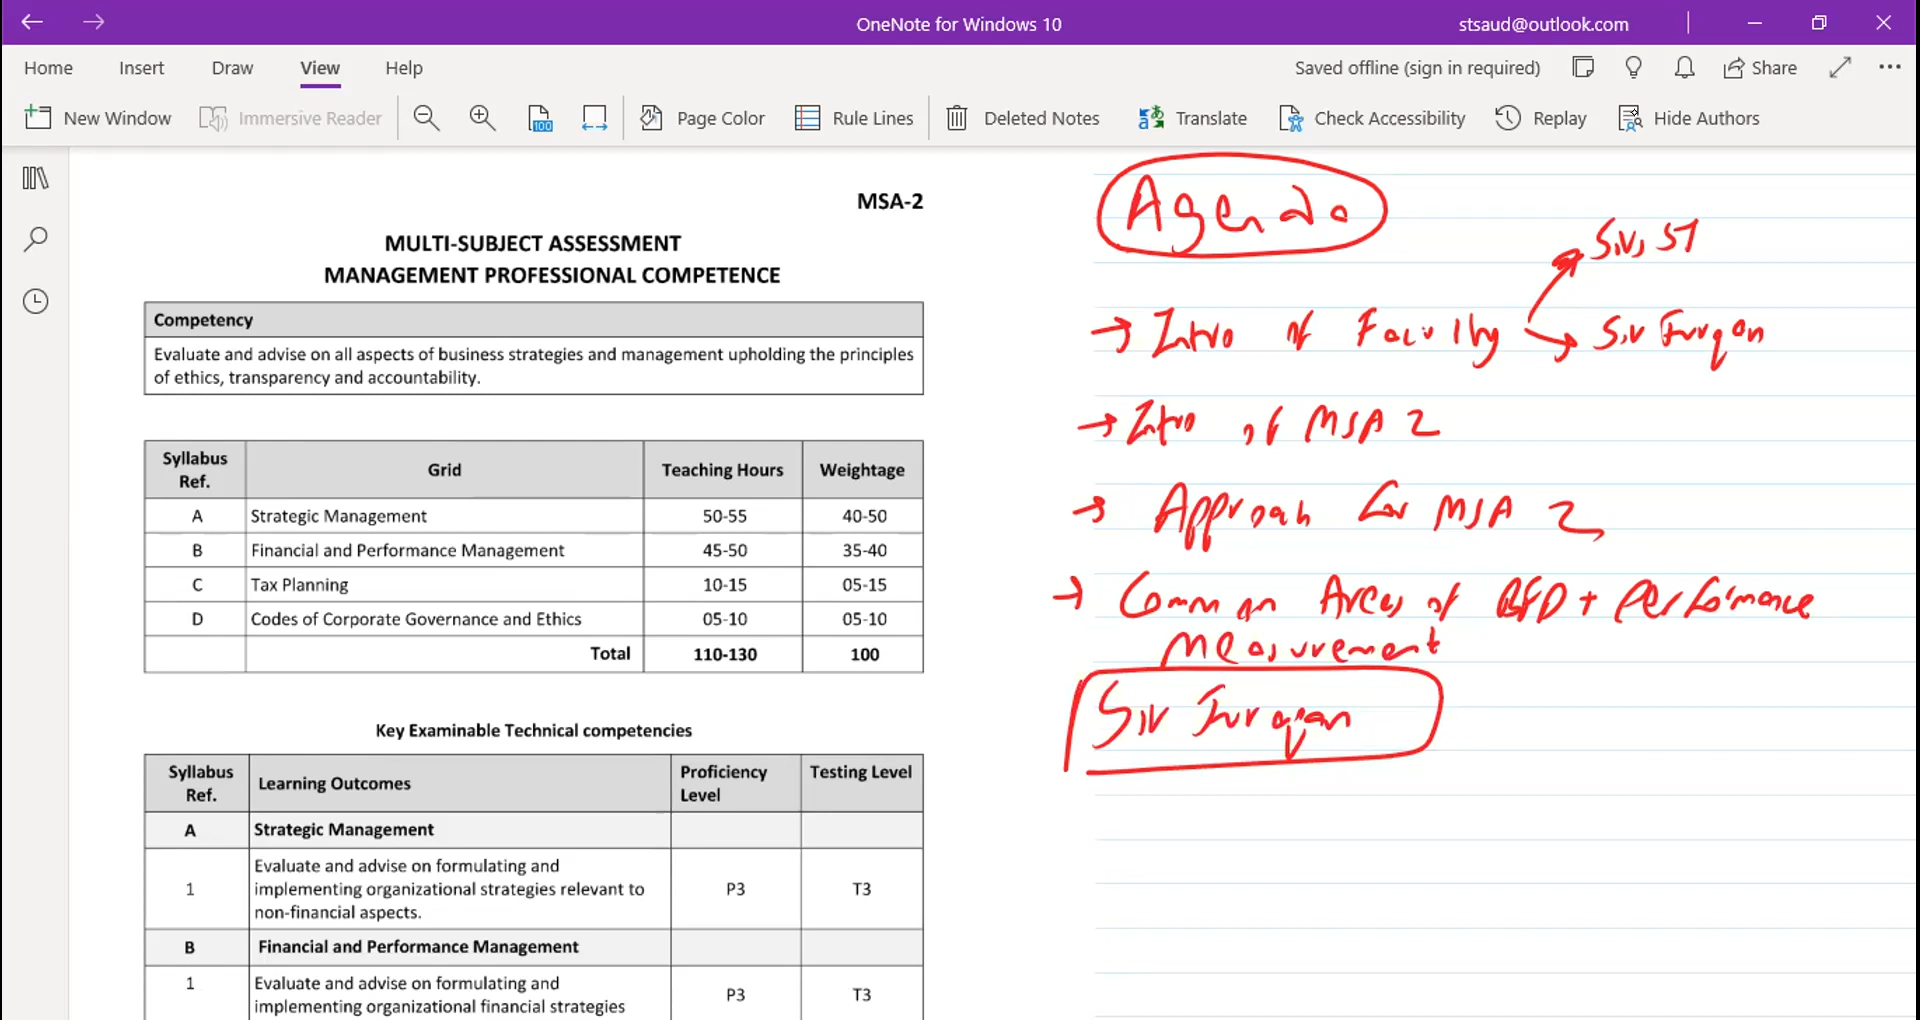 OneNote for Windows 10
stsaud@outlook.com
Home Insert Draw View Help
Saved offline (sign in required) Share
New Window Immersive Reader 100 Page Color Rule Lines Deleted Notes Translate Check Accessibility Replay Hide Authors
MSA-2
MULTI-SUBJECT ASSESSMENT
MANAGEMENT PROFESSIONAL COMPETENCE
Competency
Evaluate and advise on all aspects of business strategies and management upholding the principles
of ethics, transparency and accountability.
Syllabus Ref. Grid Teaching Hours Weightage
A Strategic Management 50-55 40-50
B Financial and Performance Management 45-50 35-40
C Tax Planning 10-15 05-15
D Codes of Corporate Governance and Ethics 05-10 05-10
Total 110-130 100
Key Examinable Technical competencies
Syllabus Ref. Learning Outcomes Proficiency Level Testing Level
A Strategic Management
1 Evaluate and advise on formulating and
implementing organizational strategies relevant to P3 T3
non-financial aspects.
B Financial and Performance Management
1 Evaluate and advise on formulating and
implementing organizational financial strategies P3 T3
Agenda
Sir ST
→ Intro of Faculty → Sir Furqan
→ Intro of MSA 2
→ Approach for MSA 2
→ Common Areas of BFD + Performance
Measurement
Sir Furqan